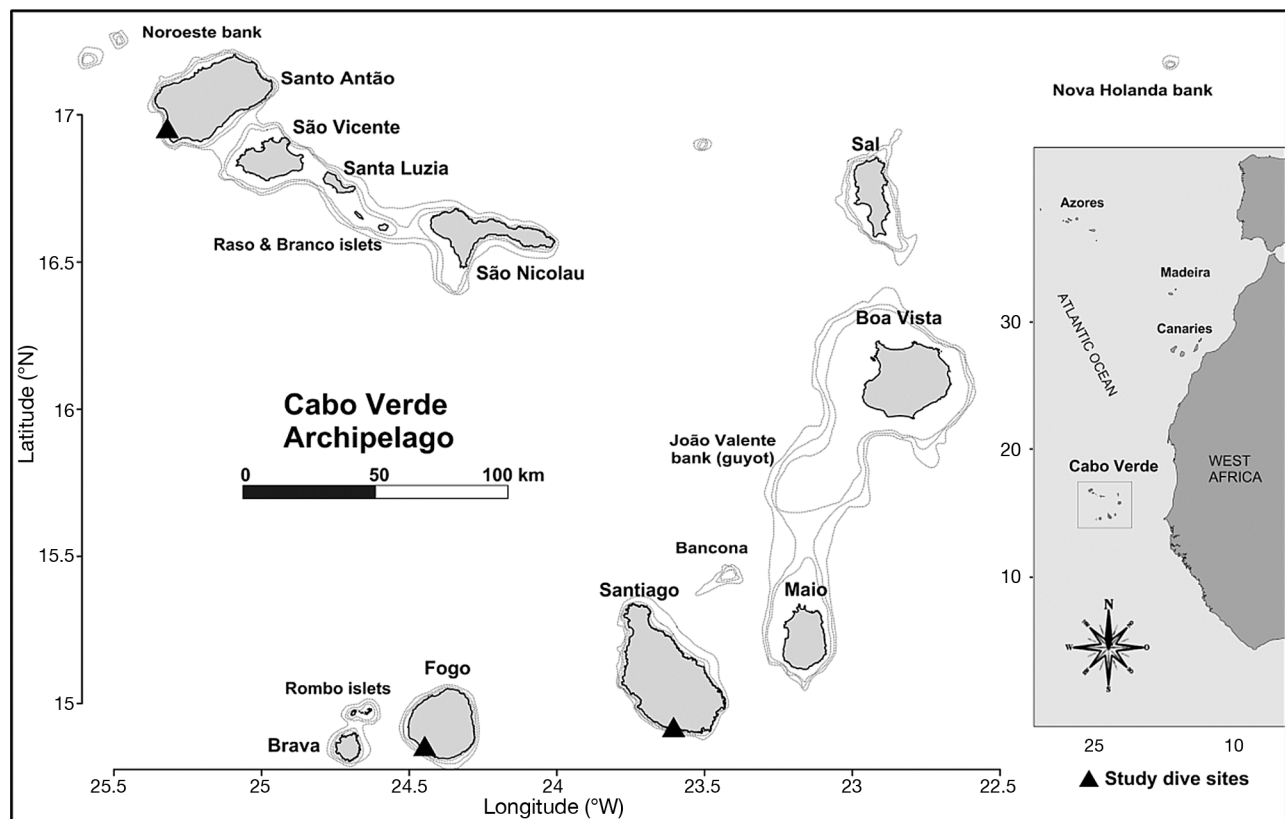 Noroeste bank
Santo Antão
São Vicente
Santa Luzia
Raso & Branco islets
São Nicolau
Sal
Nova Holanda bank
Boa Vista
João Valente
bank (guyot)
Bancona
Santiago
Maio
Fogo
Rombo islets
Brava
Cabo Verde
Archipelago
0 50 100 km
17
16.5
16
15.5
15
Latitude (°N)
25.5 25 24.5 24 23.5 23 22.5
Longitude (°W)
Azores
Madeira
Canaries
ATLANTIC OCEAN
Cabo Verde
WEST
AFRICA
30
20
10
N
W O
S
25 10
Study dive sites